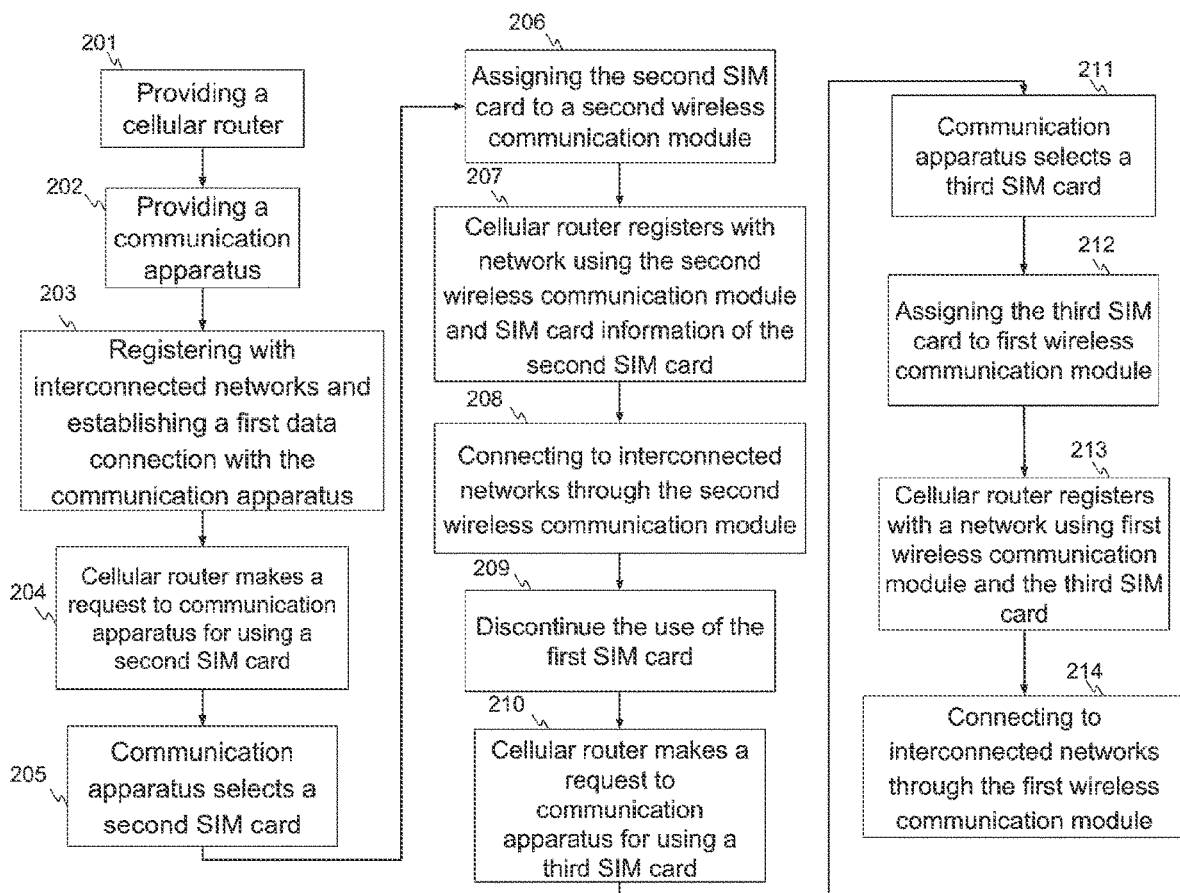 201
Providing a
cellular router
202
Providing a
communication
apparatus
203
Registering with
interconnected networks and
establishing a first data
connection with the
communication apparatus
204
Cellular router makes a
request to communication
apparatus for using a
second SIM card
205
Communication
apparatus selects a
second SIM card
206
Assigning the second SIM
card to a second wireless
communication module
207
Cellular router registers with
network using the second
wireless communication module
and SIM card information of the
second SIM card
208
Connecting to interconnected
networks through the second
wireless communication module
209
Discontinue the use of the
first SIM card
210
Cellular router makes a
request to
communication
apparatus for using a
third SIM card
211
Communication
apparatus selects a
third SIM card
212
Assigning the third SIM
card to first wireless
communication module
213
Cellular router registers
with a network using first
wireless communication
module and the third SIM
card
214
Connecting to
interconnected networks
through the first wireless
communication module